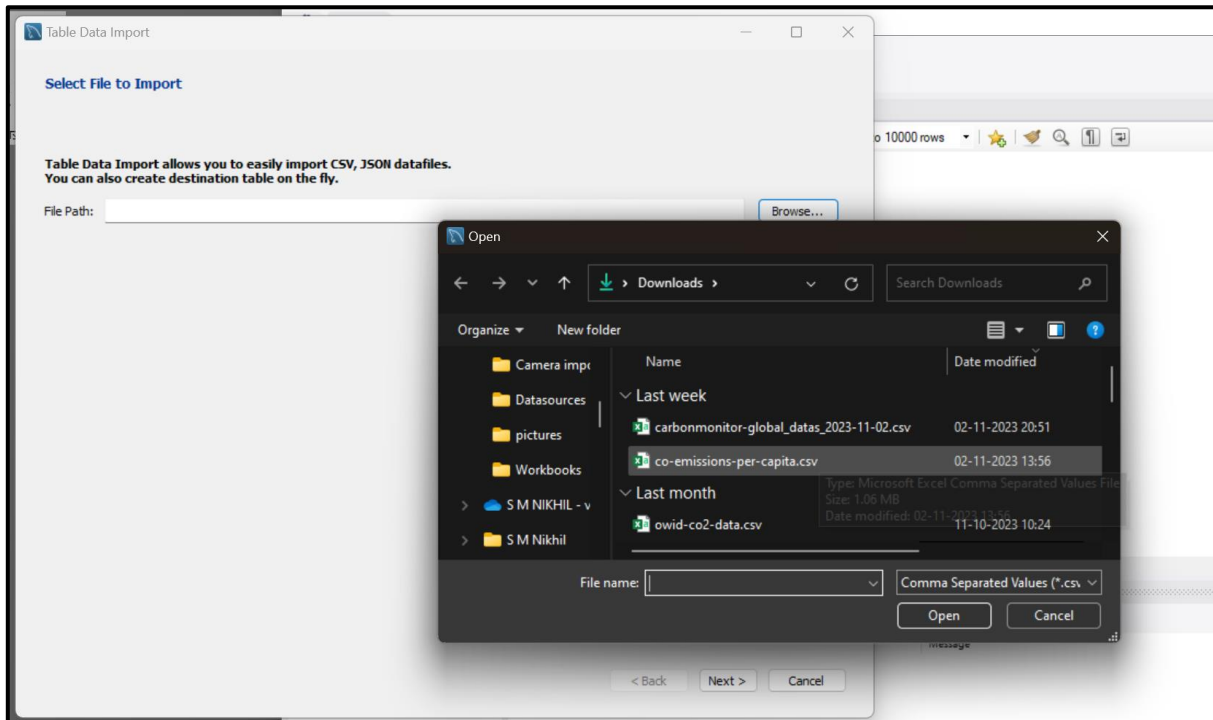 Table Data Import
Select File to Import
o 10000 rows
Table Data Import allows you to easily import CSV, JSON datafiles.
You can also create destination table on the fly.
File Path:
Browse...
Open
Downloads
Search Downloads
Organize
New folder
Camera impo
Datasources
pictures
Workbooks
S M NIKHIL - v
S M Nikhil
Name
Date modified
Last week
carbonmonitor-global_datas_2023-11-02.csv 02-11-2023 20:51
co-emissions-per-capita.csv 02-11-2023 13:56
Type: Microsoft Excel Comma Separated Values File
Size: 1.06 MB
Date modified: 02-11-2023 13:56
Last month
owid-co2-data.csv 11-10-2023 10:24
File name:
Comma Separated Values (*.csv
Open
Cancel
Message
< Back
Next >
Cancel